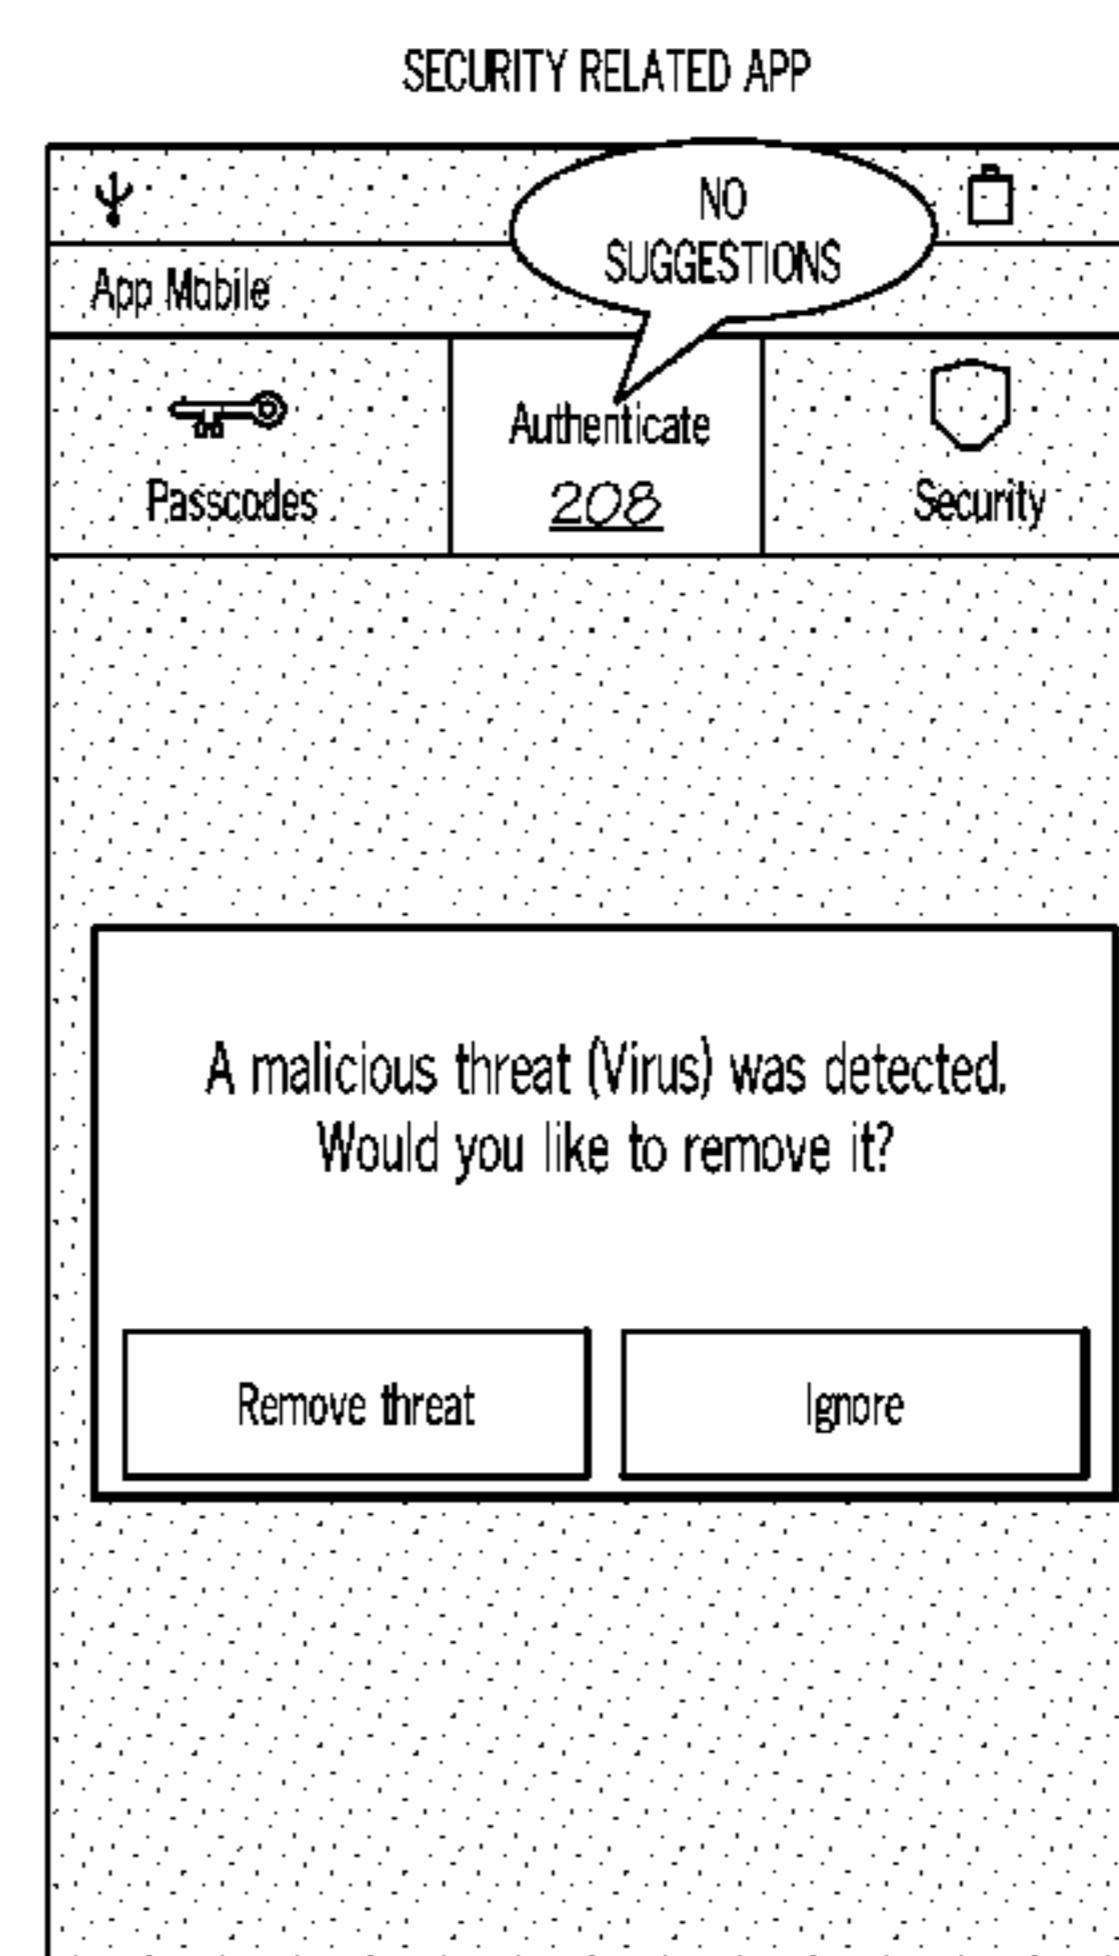 SECURITY RELATED APP
NO
SUGGESTIONS
App Mobile
Passcodes
Authenticate
208
Security
A malicious threat (Virus) was detected.
Would you like to remove it?
Remove threat
Ignore